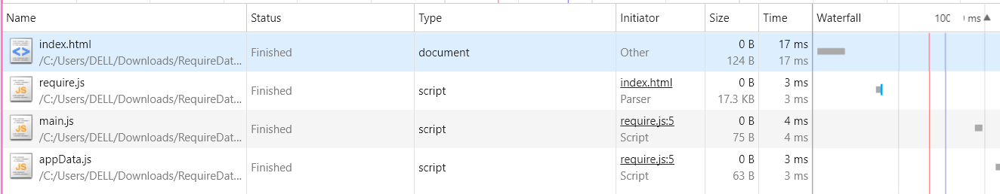 Name Status Type Initiator Size Time Waterfall 100 ms
index.html
/C:/Users/DELL/Downloads/RequireDat...
Finished
document
Other
0 B
124 B
17 ms
17 ms
require.js
/C:/Users/DELL/Downloads/RequireDat...
Finished
script
index.html
Parser
0 B
17.3 KB
3 ms
3 ms
main.js
/C:/Users/DELL/Downloads/RequireDat...
Finished
script
require.js:5
Script
0 B
75 B
4 ms
4 ms
appData.js
/C:/Users/DELL/Downloads/RequireDat...
Finished
script
require.js:5
Script
0 B
63 B
3 ms
3 ms